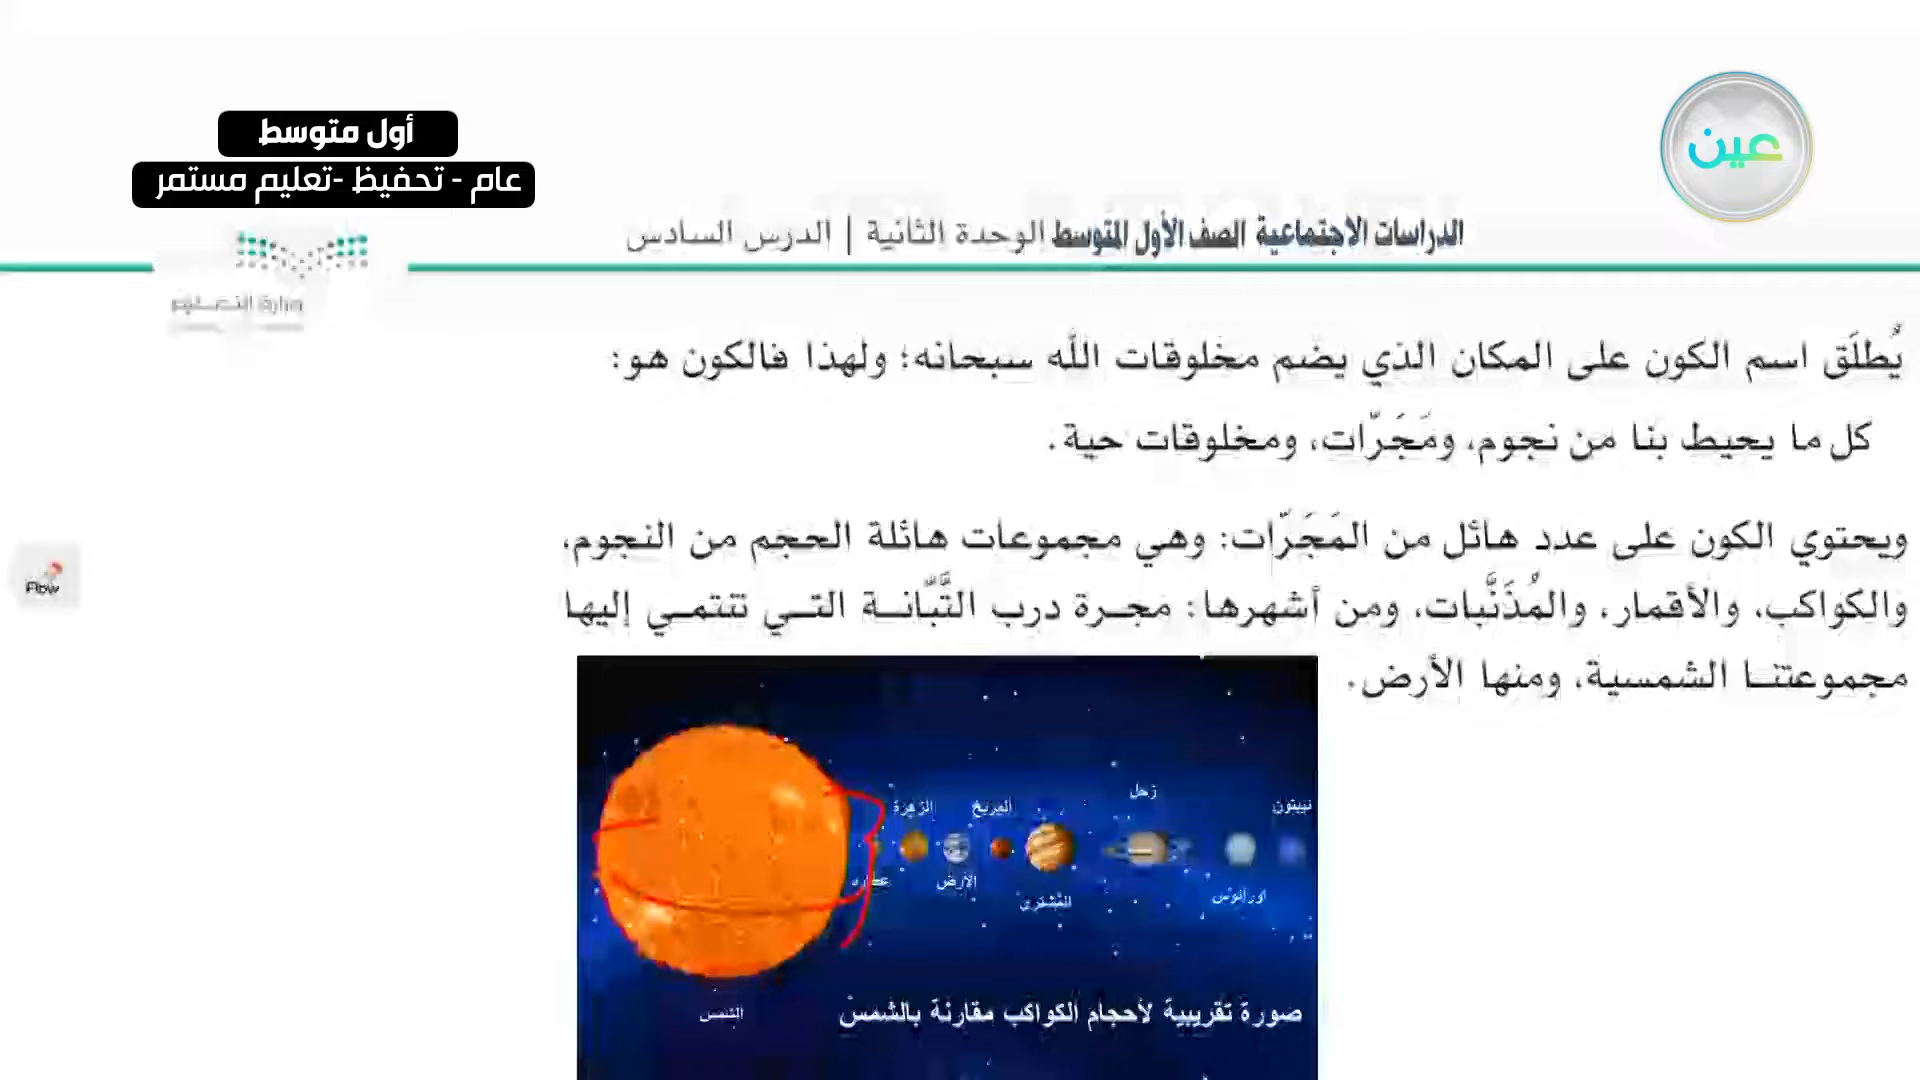 أول متوسط
عام - تحفيظ -تعليم مستمر
عين
الدراسات الاجتماعية الصف الأول المتوسط الوحدة الثانية | الدرس السادس
وزارة التعليم
يُطلَق اسم الكون على المكان الذي يضم مخلوقات الله سبحانه؛ ولهذا فالكون هو:
كل ما يحيط بنا من نجوم، ومَجَرّات، ومخلوقات حية.
ويحتوي الكون على عدد هائل من المَجَرّات: وهي مجموعات هائلة الحجم من النجوم،
والكواكب، والأقمار، والمُذَنَّبات، ومن أشهرها: مجرة درب التَّبَّانة التي تنتمي إليها
مجموعتنا الشمسية، ومنها الأرض.
Flow
زحل
نيبتون
المريخ
الزهرة
عطارد
الأرض
المشتري
اورانوس
الشمس
صورة تقريبية لأحجام الكواكب مقارنة بالشمس